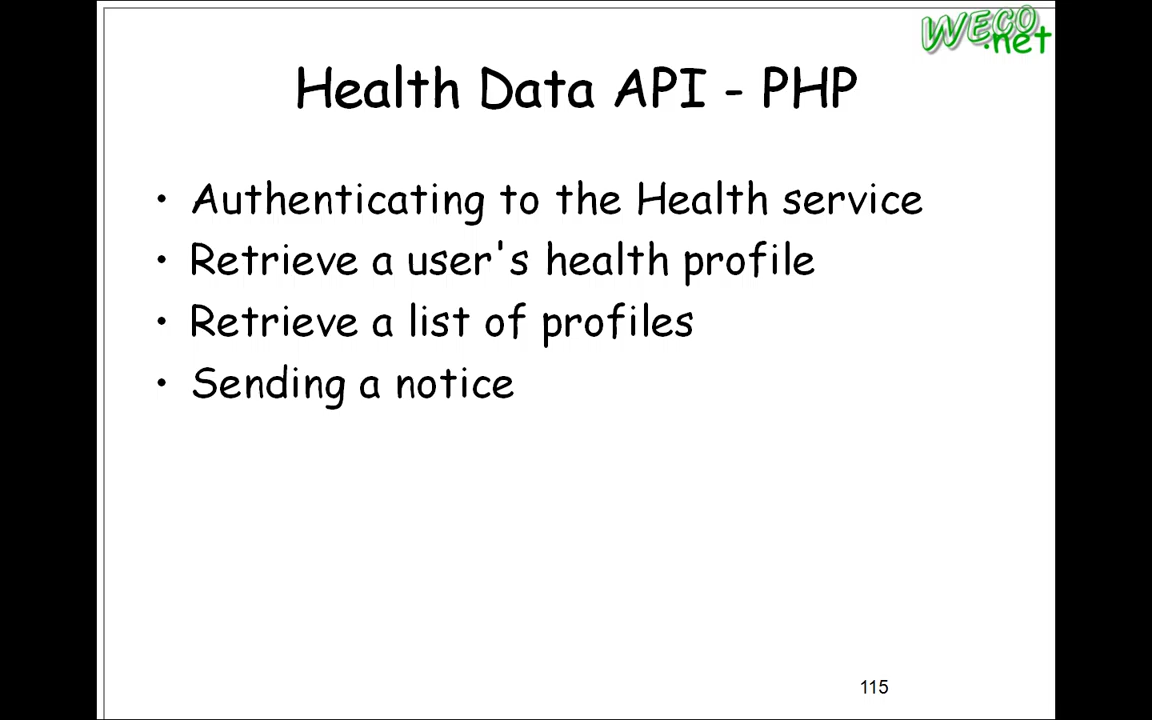 WECO
.net
Health Data API - PHP
• Authenticating to the Health service
• Retrieve a user's health profile
• Retrieve a list of profiles
• Sending a notice
115